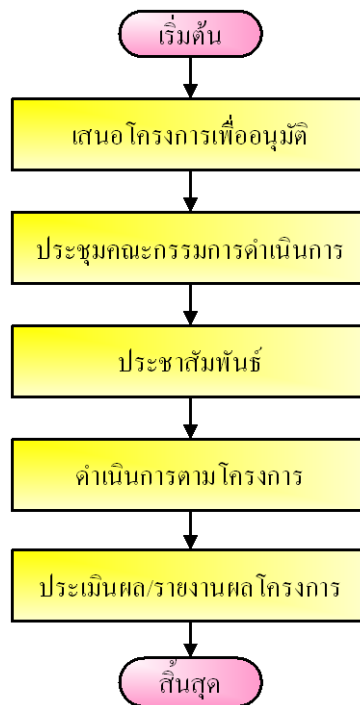 เริ่มต้น
เสนอโครงการเพื่ออนุมัติ
ประชุมคณะกรรมการดำเนินการ
ประชาสัมพันธ์
ดำเนินการตามโครงการ
ประเมินผล/รายงานผลโครงการ
สิ้นสุด